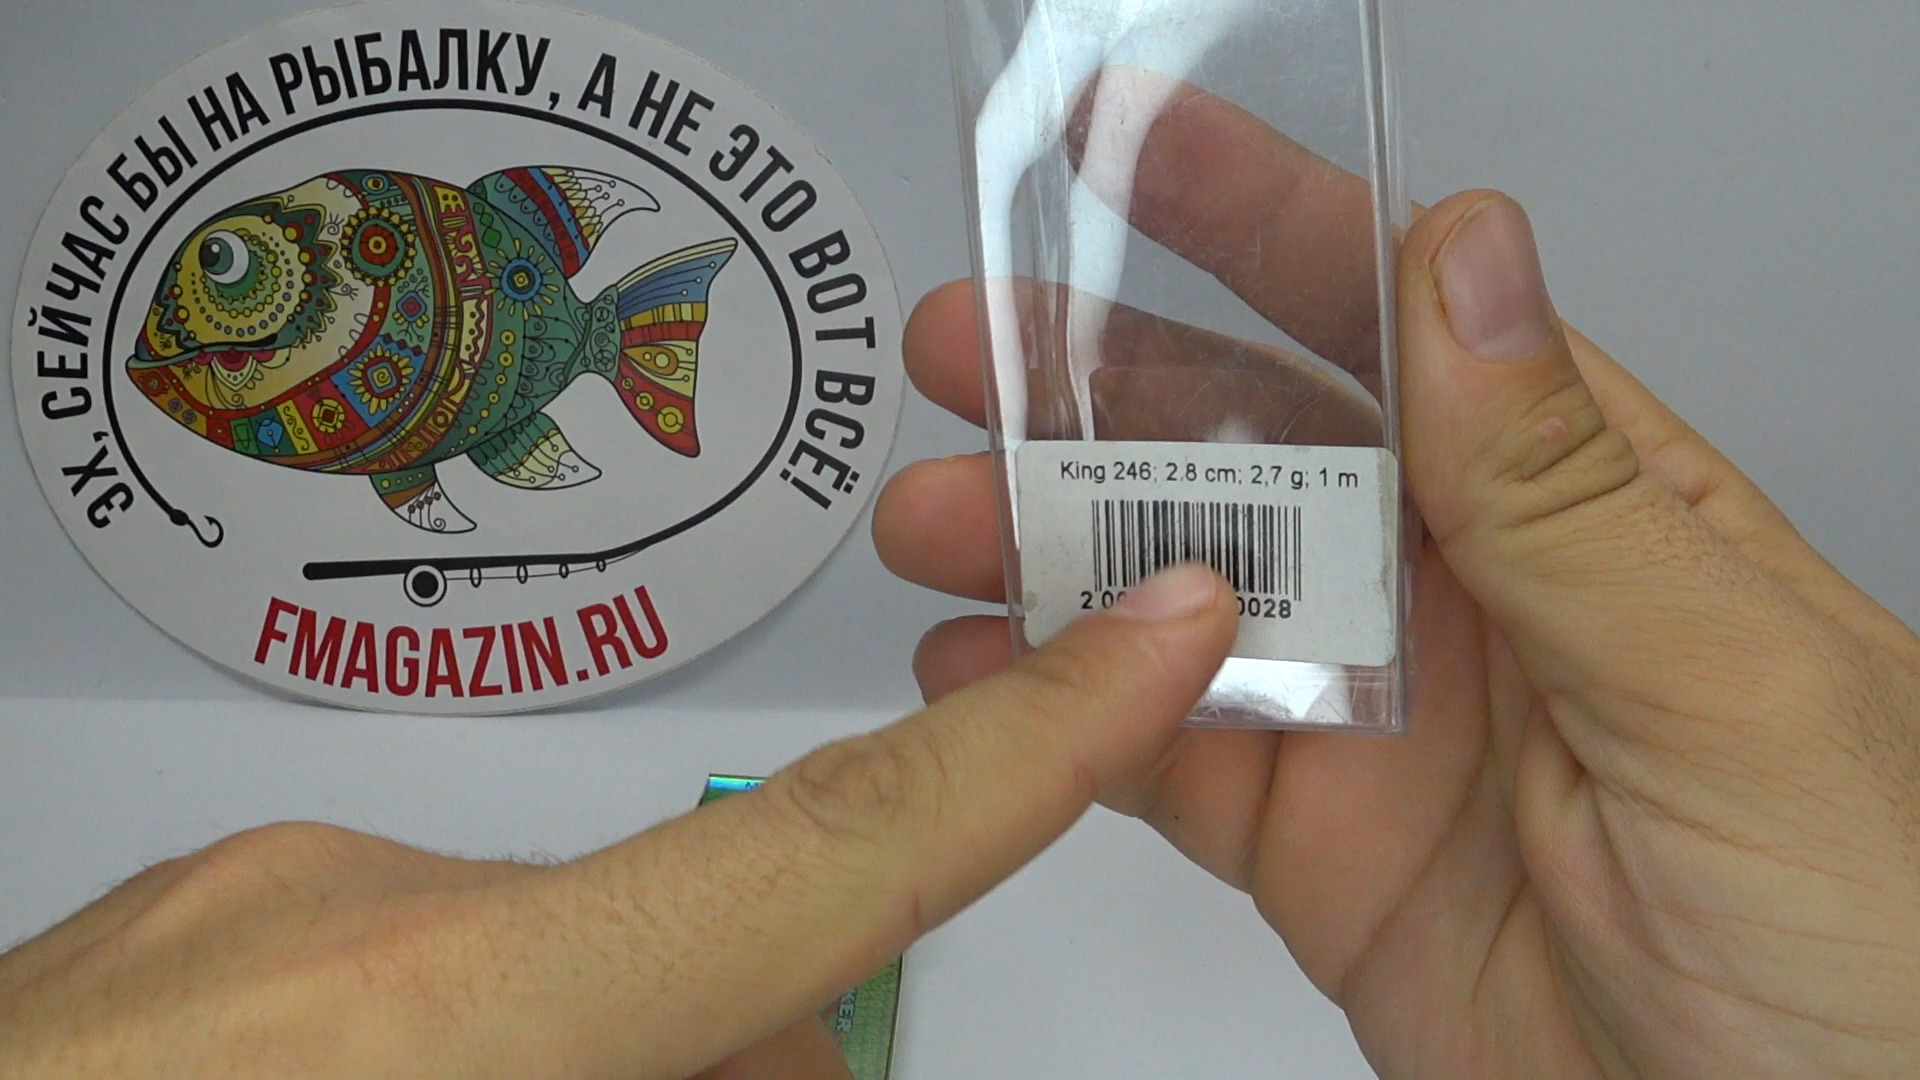 ЭХ, СЕЙЧАС БЫ НА РЫБАЛКУ, А НЕ ЭТО ВОТ ВСЁ!
FMAGAZIN.RU
King 246; 2.8 cm; 2,7 g; 1 m